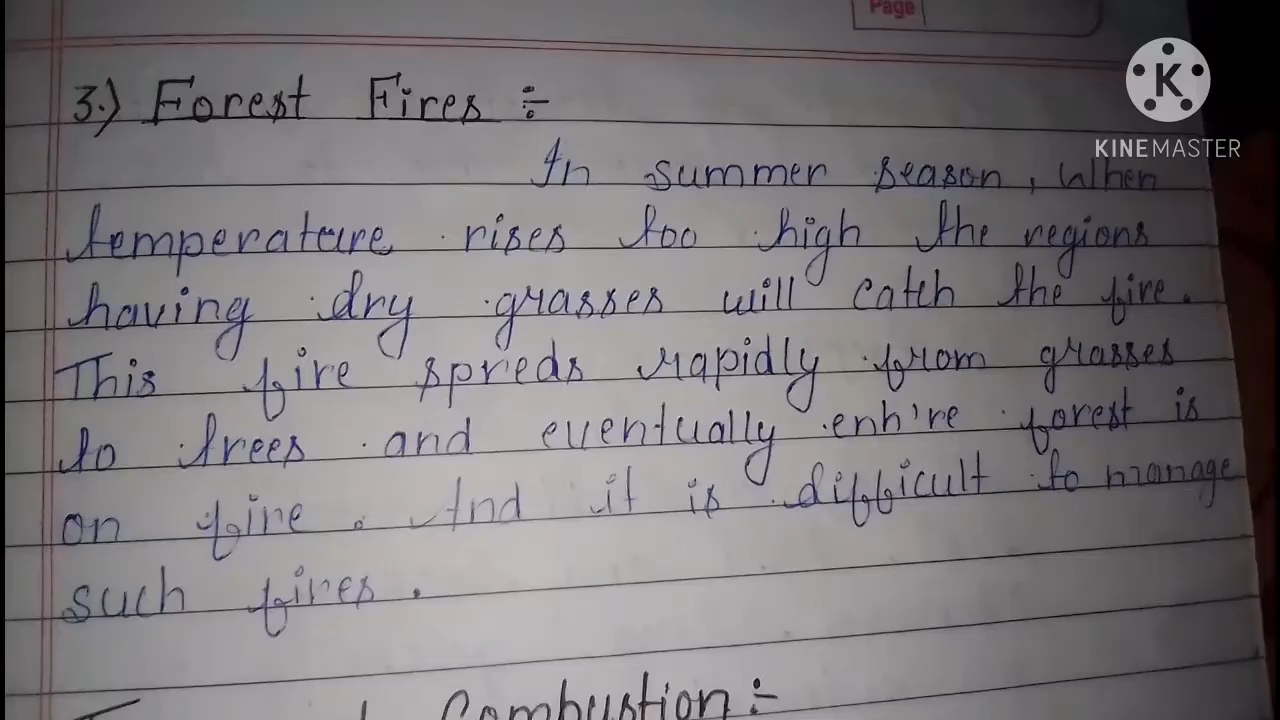 Page
K
KINEMASTER
3.) Forest Fires ÷
In summer season, When
temperature rises too high the regions
having dry grasses will catch the fire.
This fire spreds rapidly from grasses
to trees and eventually entire forest is
on fire. And it is difficult to manage
such fires.
Combustion ÷